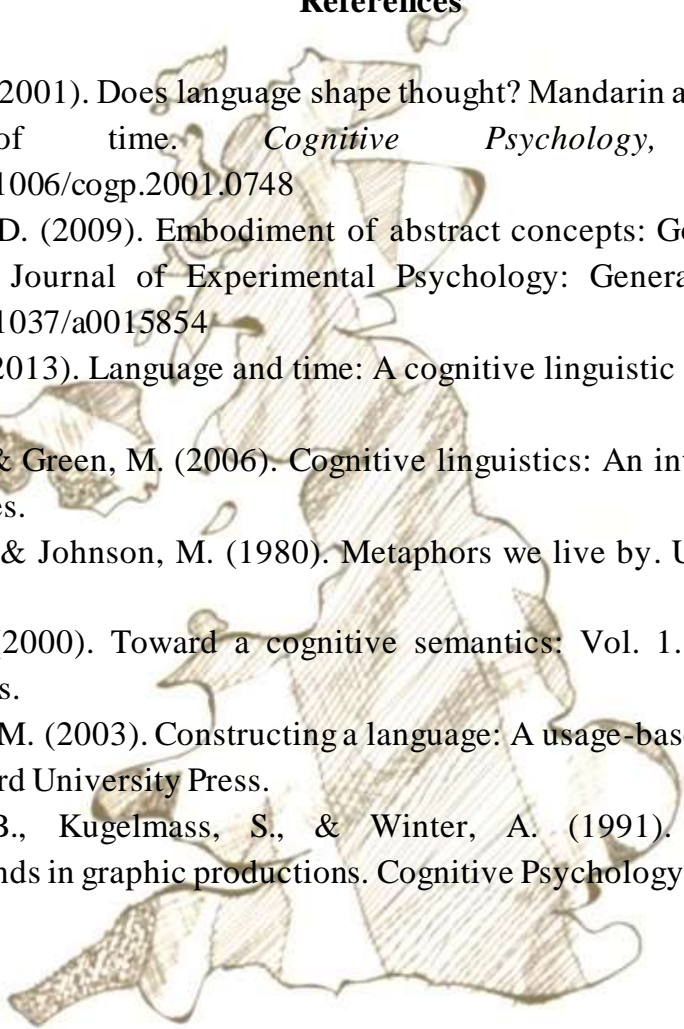 References
2001). Does language shape thought? Mandarin a
of time. Cognitive Psychology,
1006/cogp.2001.0748
D. (2009). Embodiment of abstract concepts: Go
Journal of Experimental Psychology: Genera
1037/a0015854
2013). Language and time: A cognitive linguistic
& Green, M. (2006). Cognitive linguistics: An in
es.
& Johnson, M. (1980). Metaphors we live by. U
(2000). Toward a cognitive semantics: Vol. 1.
s.
M. (2003). Constructing a language: A usage-bas
rd University Press.
B., Kugelmass, S., & Winter, A. (1991).
nds in graphic productions. Cognitive Psychology